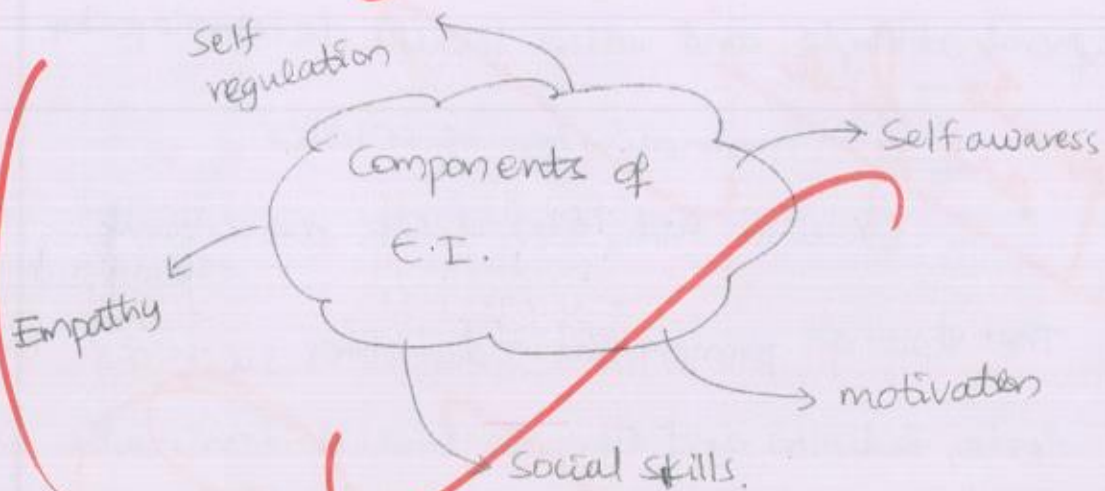 Self
regulation
Components of
E.I.
Self awaress
Empathy
motivation
Social skills.